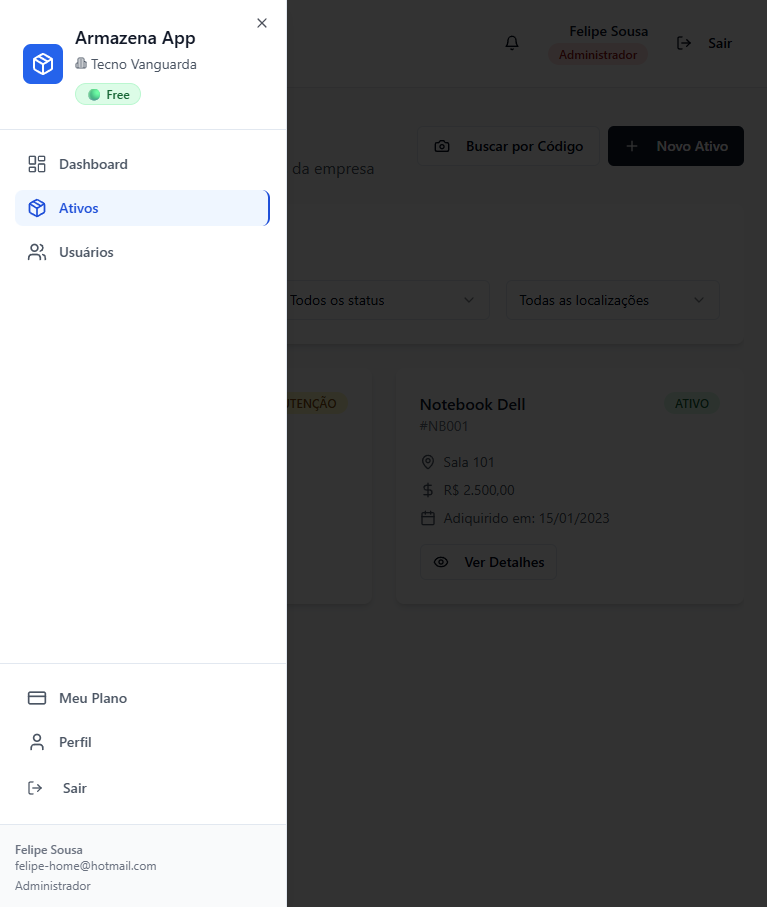 Armazena App
Tecno Vanguarda
Free
Dashboard
Ativos
Usuários
Meu Plano
Perfil
Sair
Felipe Sousa
felipe-home@hotmail.com
Administrador
Felipe Sousa
Administrador
Sair
da empresa
Buscar por Código
Novo Ativo
Todos os status
Todas as localizações
TENÇÃO
Notebook Dell
ATIVO
#NB001
Sala 101
R$ 2.500,00
Adiquirido em: 15/01/2023
Ver Detalhes